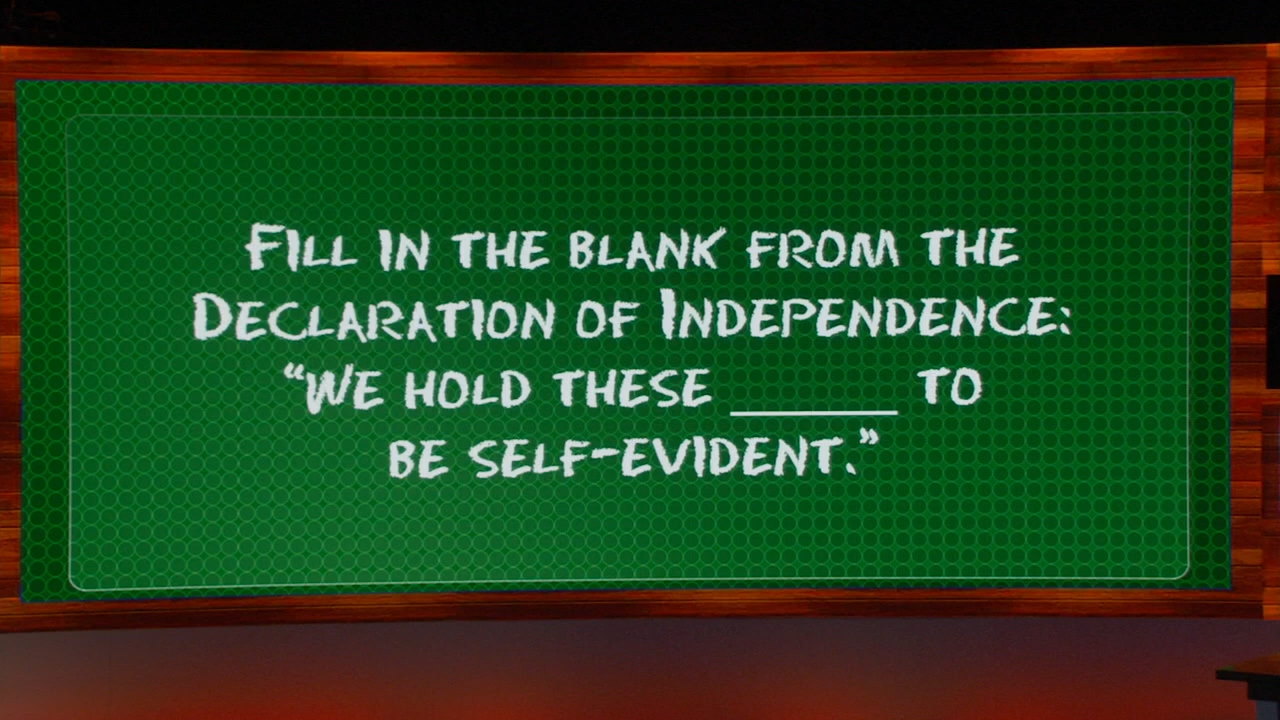 Fill in the blank from the
Declaration of Independence:
“We hold these ______ to
be self-evident.”